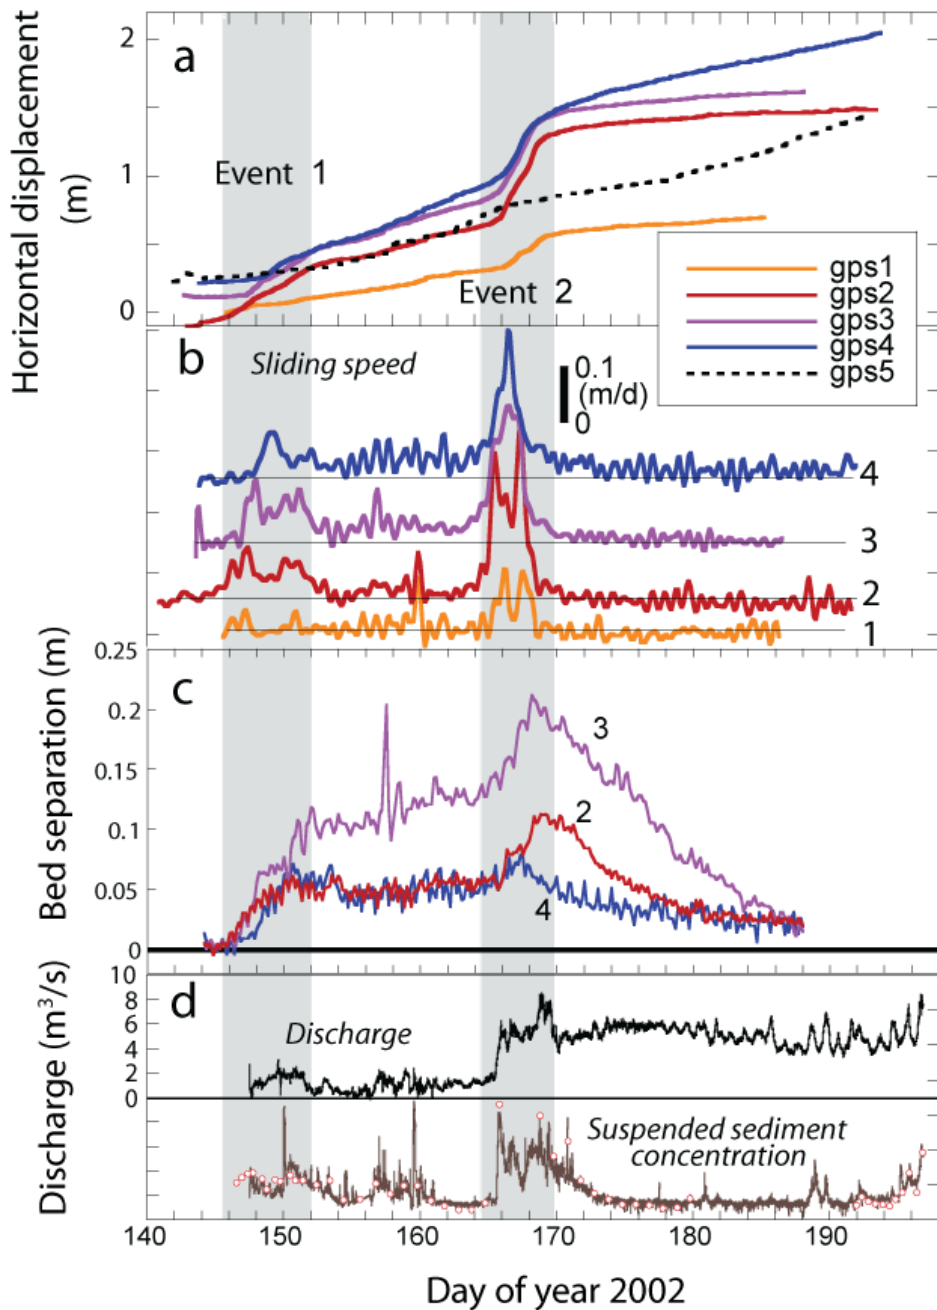 Horizontal displacement
(m)
2
1
0
a
Event 1
Event 2
gps1
gps2
gps3
gps4
gps5
b
Sliding speed
0.1
(m/d)
0
4
3
2
1
Bed separation (m)
0.25
0.2
0.15
0.1
0.05
0
c
3
2
4
Discharge (m³/s)
10
8
6
4
2
0
d
Discharge
Suspended sediment
concentration
140
150
160
170
180
190
Day of year 2002